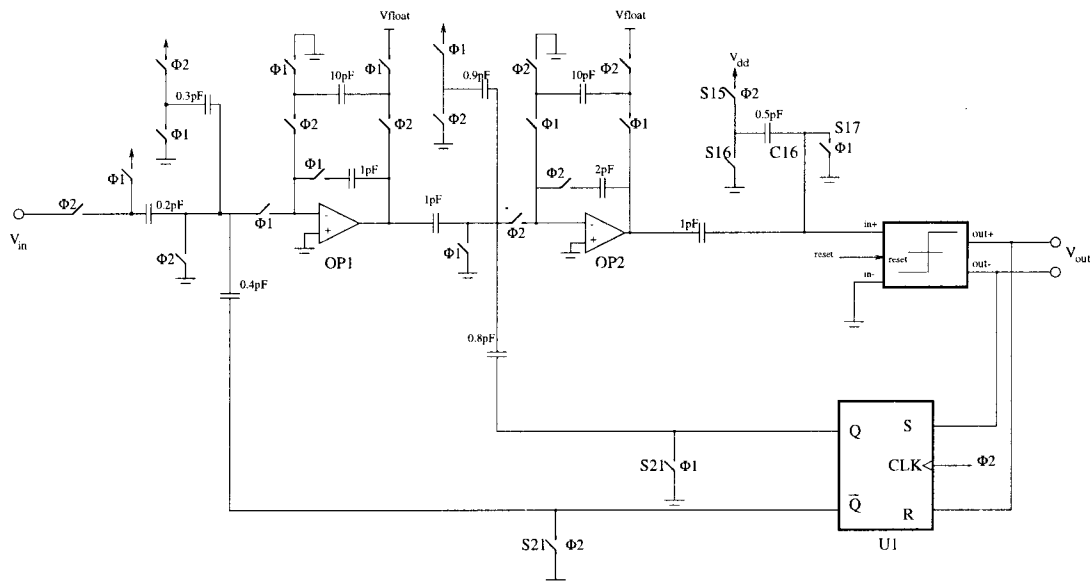 Vfloat
Vfloat
Φ1
Φ2
0.3pF
Φ1
Φ1
10pF
Φ1
0.9pF
Φ2
Φ2
10pF
Φ2
Vdd
S15
Φ2
0.5pF
C16
S16
S17
Φ1
Φ1
Φ2
Φ2
Φ2
Φ1
Φ1
Φ1
1pF
Φ2
2pF
Vin
Φ2
0.2pF
Φ2
Φ1
-
+
OP1
1pF
Φ1
Φ2
-
+
OP2
1pF
in+
reset
reset
in-
out+
out-
Vout
0.4pF
0.8pF
Q
S
S21
Φ1
CLK
Φ2
Q̅
R
S21
Φ2
U1